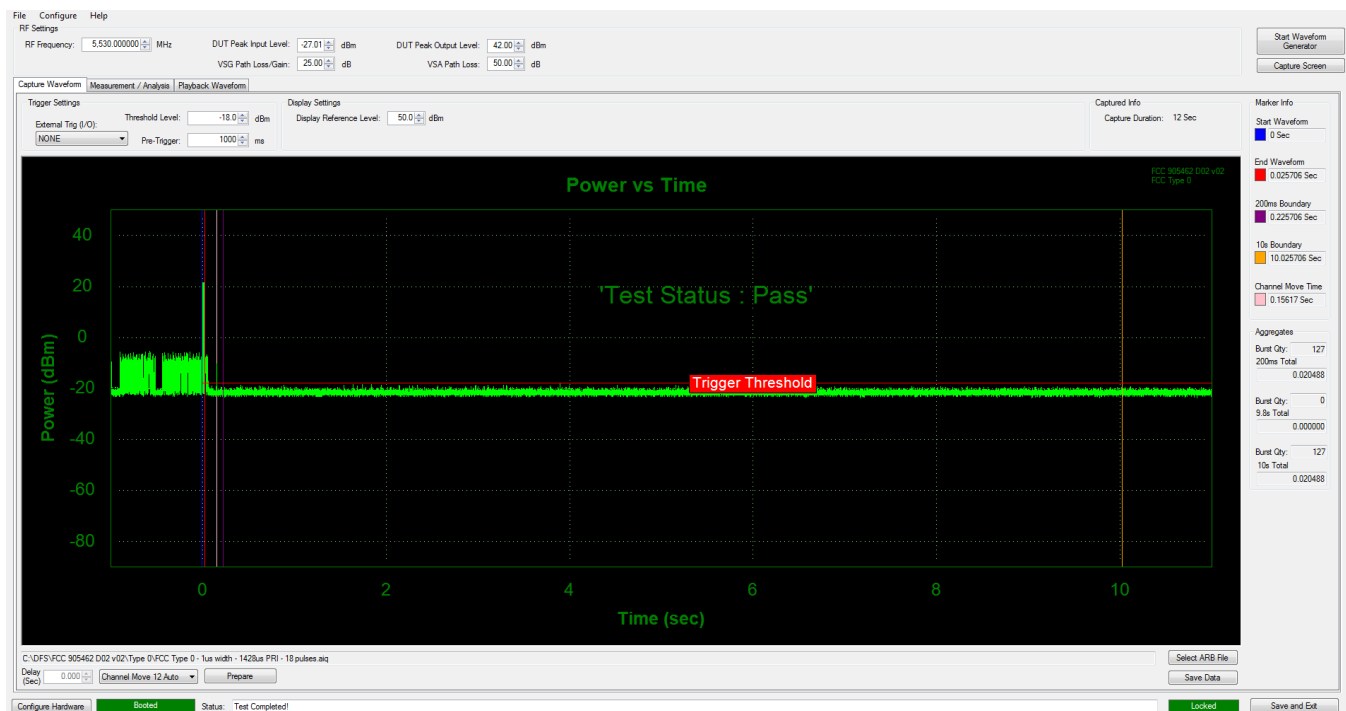 File Configure Help
RF Settings
RF Frequency: 5,530.000000 MHz DUT Peak Input Level: -27.01 dBm DUT Peak Output Level: 42.00 dBm
VSG Path Loss/Gain: 25.00 dB VSA Path Loss: 50.00 dB
Start Waveform Generator
Capture Screen
Capture Waveform Measurement / Analysis Playback Waveform
Trigger Settings
External Trig (I/O): Threshold Level: -18.0 dBm
NONE Pre-Trigger: 1000 ms
Display Settings
Display Reference Level: 50.0 dBm
Captured Info
Capture Duration: 12 Sec
Marker Info
Start Waveform
0 Sec
End Waveform
0.025706 Sec
200ms Boundary
0.225706 Sec
10s Boundary
10.025706 Sec
Channel Move Time
0.15617 Sec
Aggregates
Burst Qty: 127
200ms Total
0.020488
Burst Qty: 0
9.8s Total
0.000000
Burst Qty: 127
10s Total
0.020488
FCC 905462 D02 v02
FCC Type 0
Power vs Time
'Test Status : Pass'
Trigger Threshold
Power (dBm)
40
20
0
-20
-40
-60
-80
0 2 4 6 8 10
Time (sec)
C:\DFS\FCC 905462 D02 v02\Type 0\FCC Type 0 - 1us width - 1428us PRI - 18 pulses.aiq
Select ARB File
Delay (Sec) 0.000 Channel Move 12 Auto Prepare
Save Data
Configure Hardware Booted Status: Test Completed! Locked Save and Exit